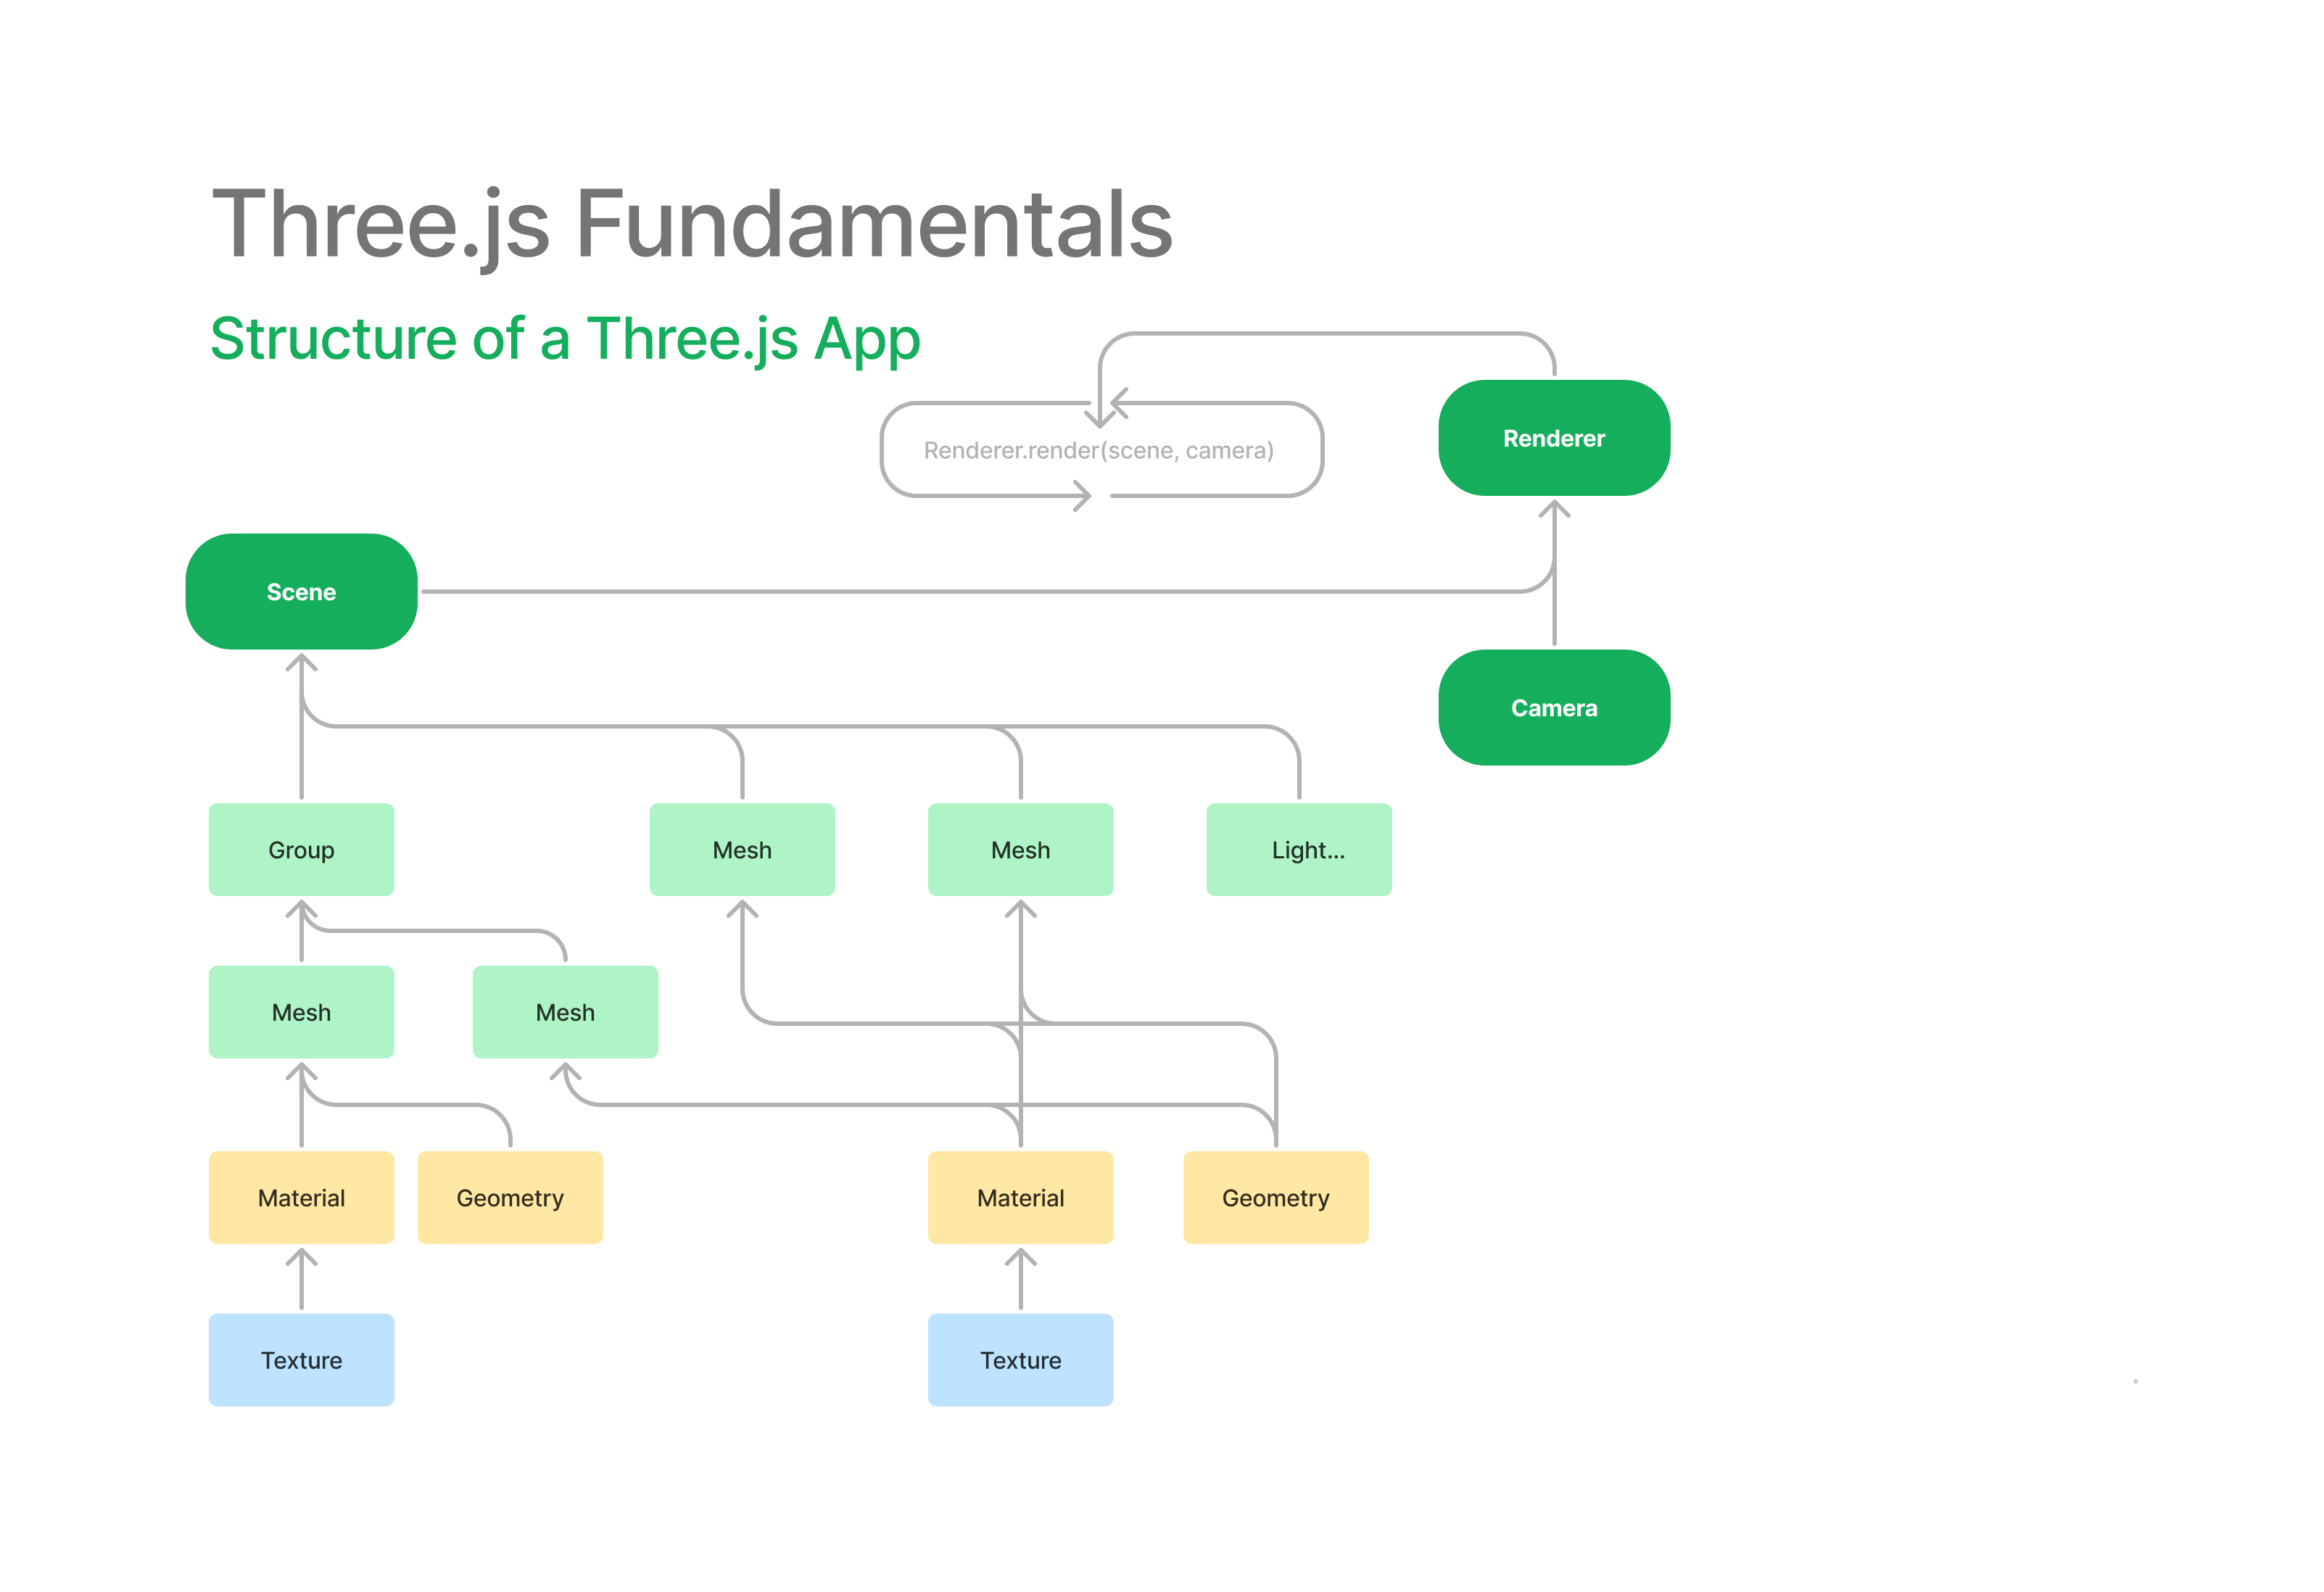 Three.js Fundamentals
Structure of a Three.js App
Renderer
Renderer.render(scene, camera)
Scene
Camera
Group
Mesh
Mesh
Light...
Mesh
Mesh
Material
Geometry
Material
Geometry
Texture
Texture